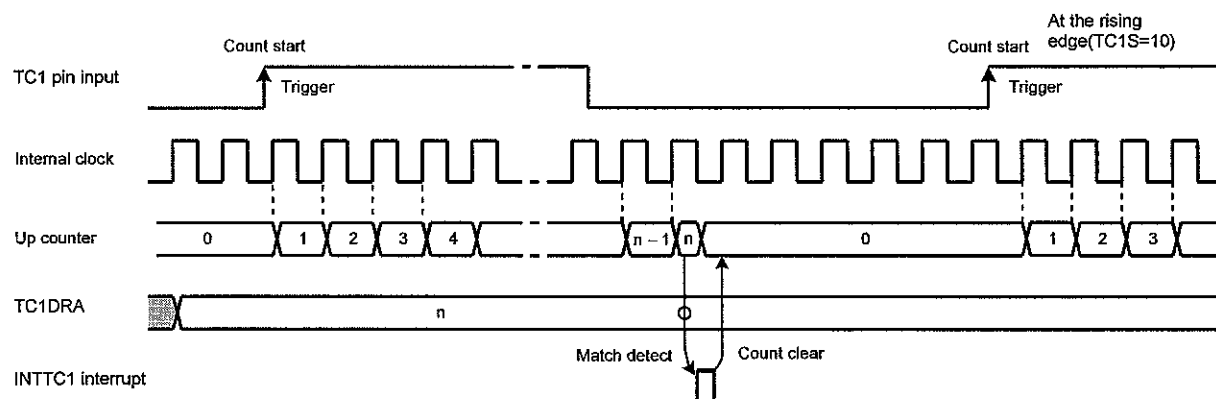 At the rising
Count start
Count start
edge(TC1S=10)
TC1 pin input
Trigger
Trigger
Internal clock
Up counter
0
1
2
3
4
n – 1
n
0
1
2
3
TC1DRA
n
Match detect
Count clear
INTTC1 interrupt